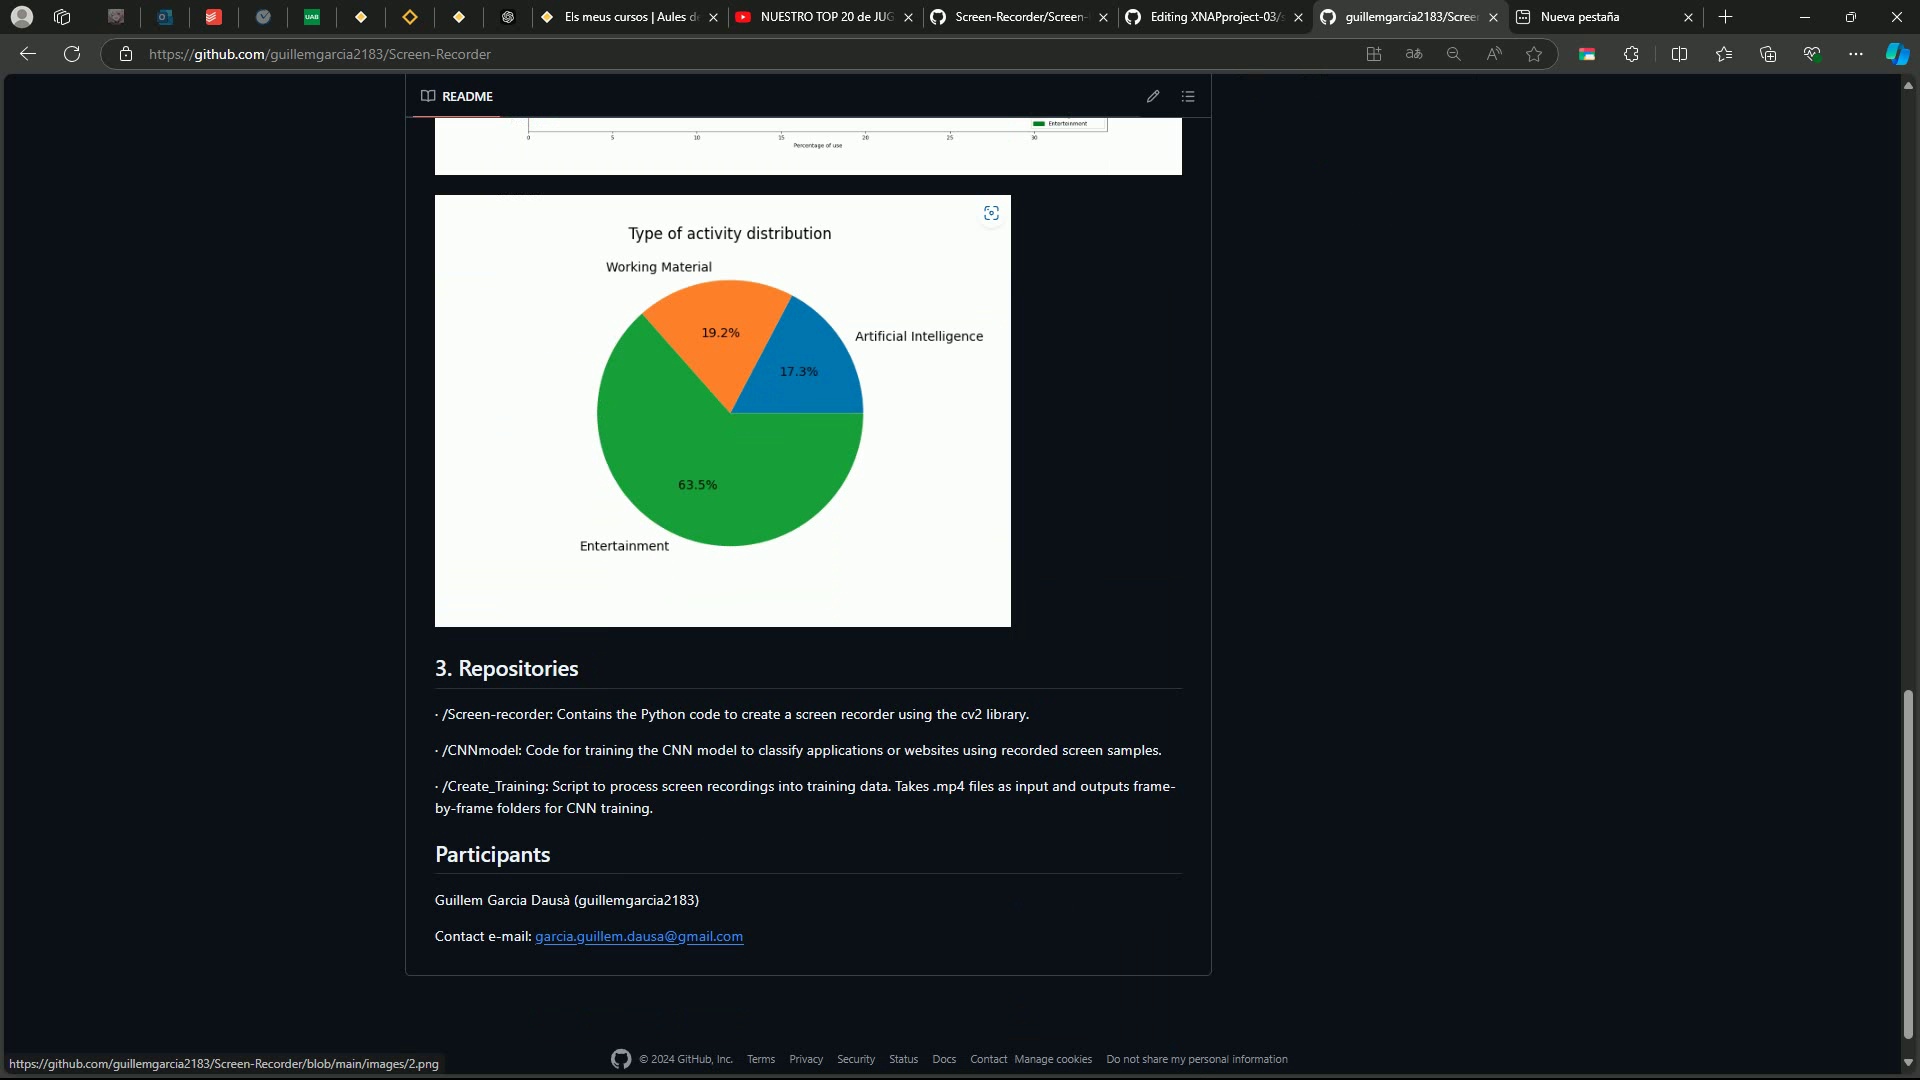 UAB
Els meus cursos | Aules d
NUESTRO TOP 20 de JUG
Screen-Recorder/Screen-
Editing XNAPproject-03/s
guillemgarcia2183/Screen
Nueva pestaña
https://github.com/guillemgarcia2183/Screen-Recorder
README
Entertainment
0 5 10 15 20 25 30
Percentage of use
Type of activity distribution
Working Material
19.2%
Artificial Intelligence
17.3%
63.5%
Entertainment
3. Repositories
· /Screen-recorder: Contains the Python code to create a screen recorder using the cv2 library.
· /CNNmodel: Code for training the CNN model to classify applications or websites using recorded screen samples.
· /Create_Training: Script to process screen recordings into training data. Takes .mp4 files as input and outputs frame-
by-frame folders for CNN training.
Participants
Guillem Garcia Dausà (guillemgarcia2183)
Contact e-mail: garcia.guillem.dausa@gmail.com
© 2024 GitHub, Inc. Terms Privacy Security Status Docs Contact Manage cookies Do not share my personal information
https://github.com/guillemgarcia2183/Screen-Recorder/blob/main/images/2.png